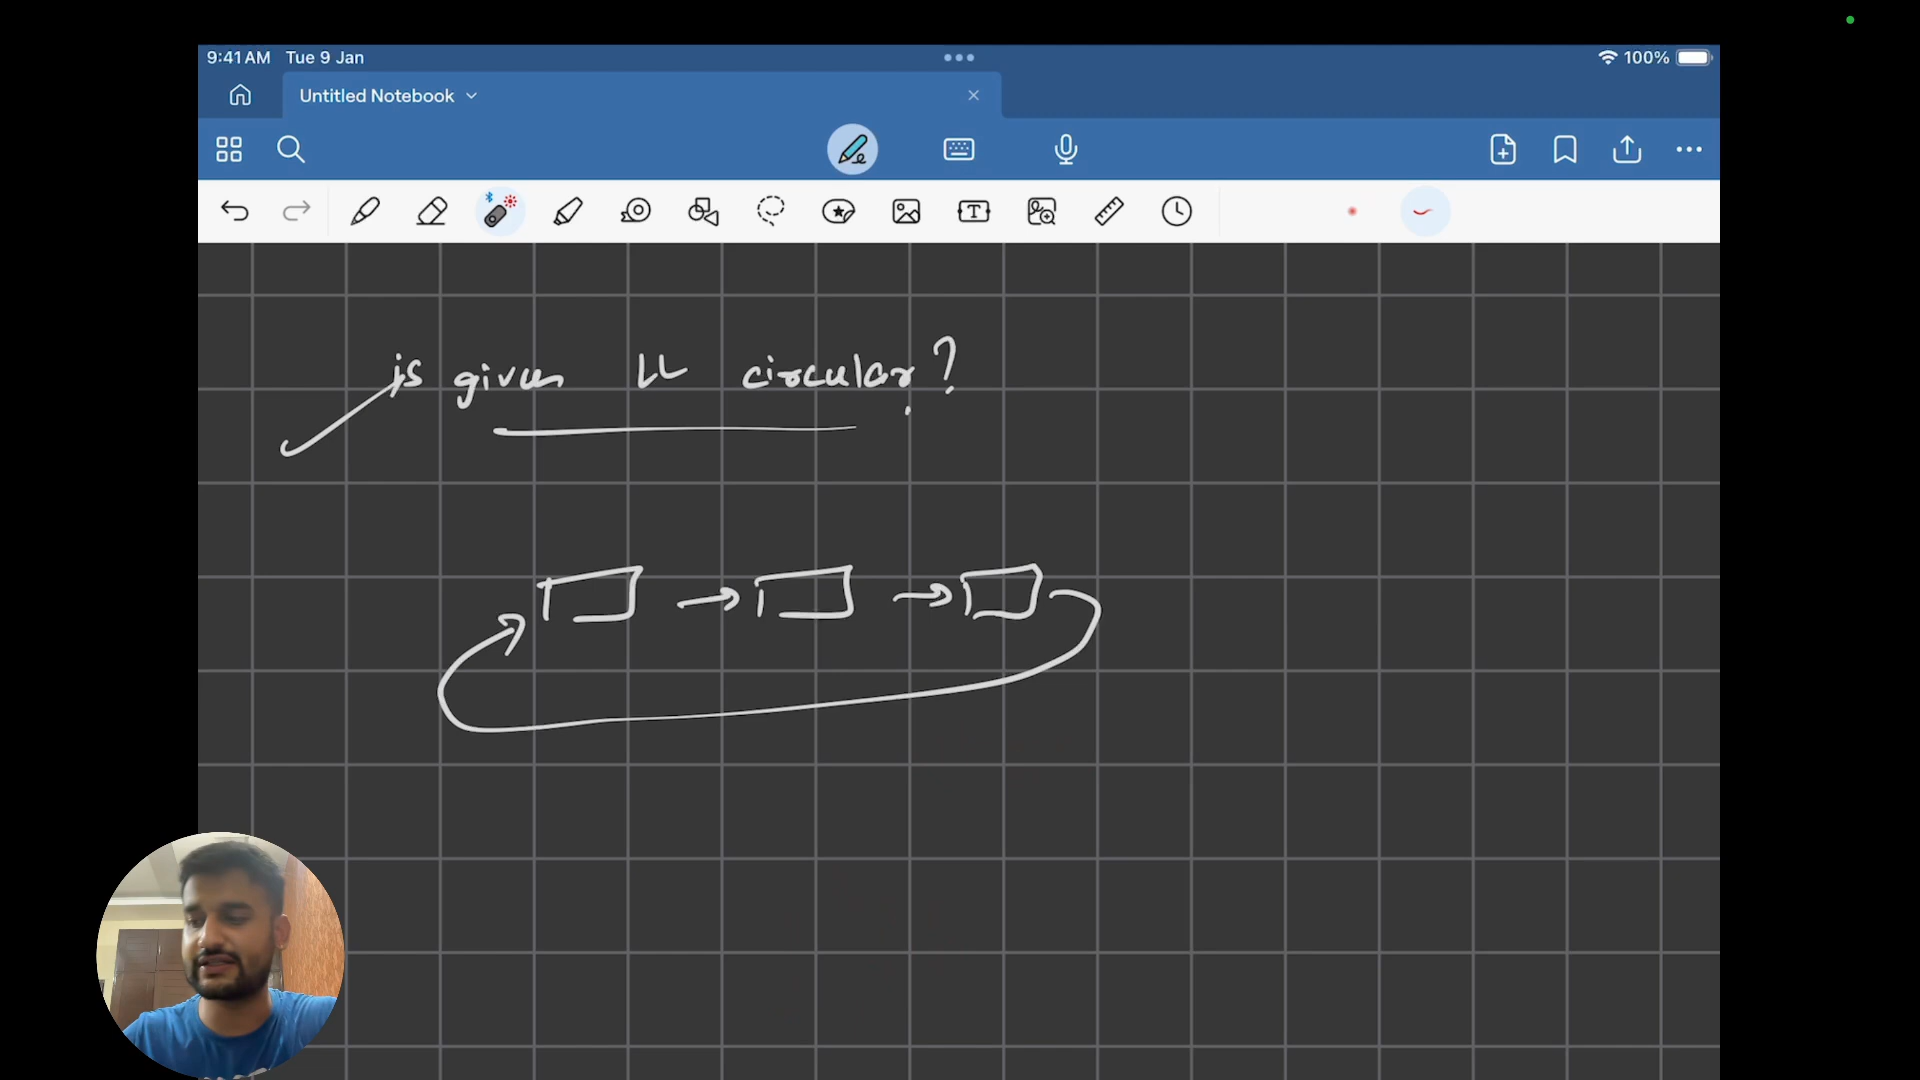 9:41 AM Tue 9 Jan
100%
Untitled Notebook
is given LL circular?